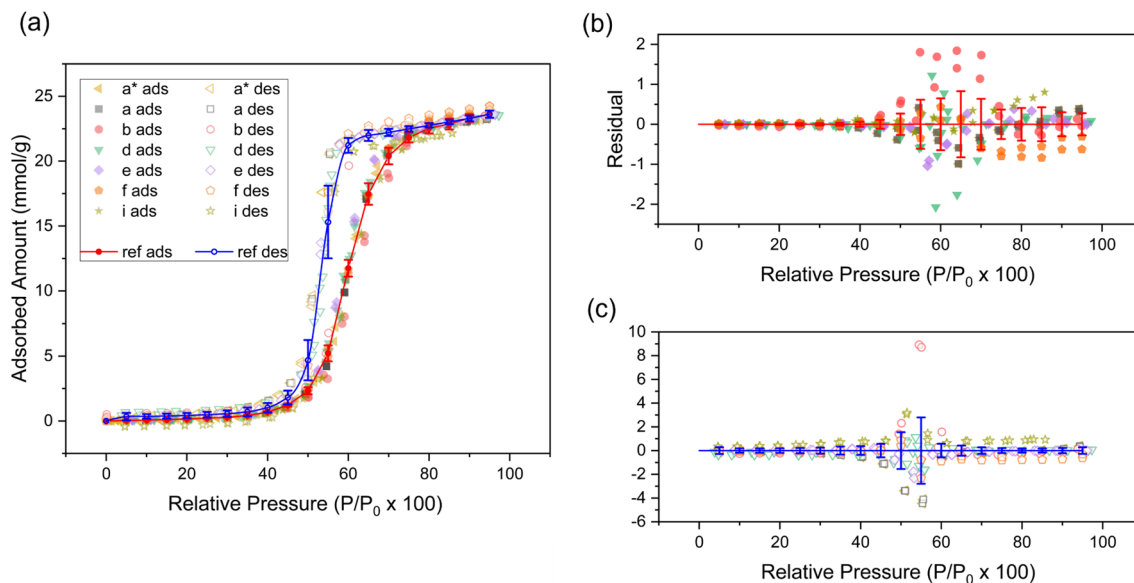 (a)
Adsorbed Amount (mmol/g)
25
20
15
10
5
0
a* ads a* des
a ads a des
b ads b des
d ads d des
e ads e des
f ads f des
i ads i des
ref ads ref des
0 20 40 60 80 100
Relative Pressure (P/P0 x 100)
(b)
Residual
2
1
0
-1
-2
0 20 40 60 80 100
Relative Pressure (P/P0 x 100)
(c)
10
8
6
4
2
0
-2
-4
-6
0 20 40 60 80 100
Relative Pressure (P/P0 x 100)